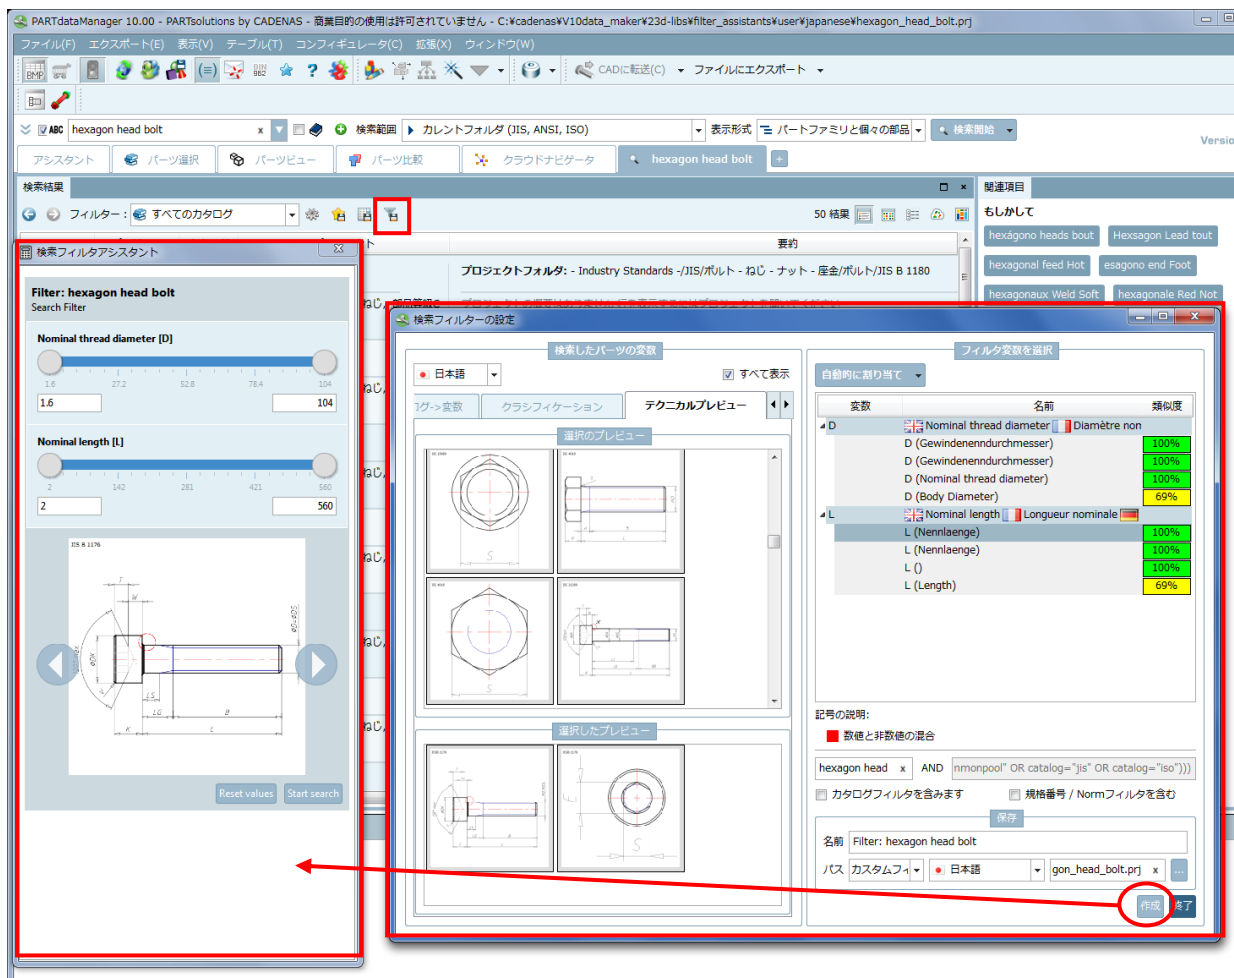 PARTdataManager 10.00 - PARTsolutions by CADENAS - 商業目的の使用は許可されていません - C:¥cadenas¥V10data_maker¥23d-libs¥filter_assistants¥user¥japanese¥hexagon_head_bolt.prj
ファイル(F) エクスポート(E) 表示(V) テーブル(T) コンフィギュレータ(C) 拡張(X) ウィンドウ(W)
BMP DIN 962 CADに転送(C) ファイルにエクスポート
ABC hexagon head bolt x 検索範囲 カレントフォルダ (JIS, ANSI, ISO) 表示形式 パートファミリと個々の部品 検索開始
Versio
アシスタント パーツ選択 パーツビュー パーツ比較 クラウドナビゲータ hexagon head bolt +
検索結果
フィルター : すべてのカタログ 50 結果
要約
プロジェクトフォルダ: - Industry Standards -/JIS/ボルト - ねじ - ナット - 座金/ボルト/JIS B 1180
関連項目
もしかして
hexágono heads bout Hexsagon Lead tout
hexagonal feed Hot esagono end Foot
hexagonaux Weld Soft hexagonale Red Not
検索フィルタアシスタント
Filter: hexagon head bolt
Search Filter
Nominal thread diameter [D]
1.6 27.2 52.8 78.4 104
1.6 104
Nominal length [L]
2 142 281 421 560
2 560
JIS B 1176
T
W
ØDK
ØD=ØDS
LS
LG B
K L
Reset values Start search
検索フィルターの設定
検索したパーツの変数
日本語 すべて表示
ログ->変数 クラシフィケーション テクニカルプレビュー
選択のプレビュー
S
S
選択したプレビュー
E
S
フィルタ変数を選択
自動的に割り当て
変数 名前 類似度
D Nominal thread diameter Diamètre non
D (Gewindenenndurchmesser) 100%
D (Gewindenenndurchmesser) 100%
D (Nominal thread diameter) 100%
D (Body Diameter) 69%
L Nominal length Longueur nominale
L (Nennlaenge) 100%
L (Nennlaenge) 100%
L () 100%
L (Length) 69%
記号の説明:
数値と非数値の混合
hexagon head x AND nmonpool" OR catalog="jis" OR catalog="iso")))
カタログフィルタを含みます 規格番号 / Normフィルタを含む
保存
名前 Filter: hexagon head bolt
パス カスタムフィ 日本語 gon_head_bolt.prj x ...
作成 終了